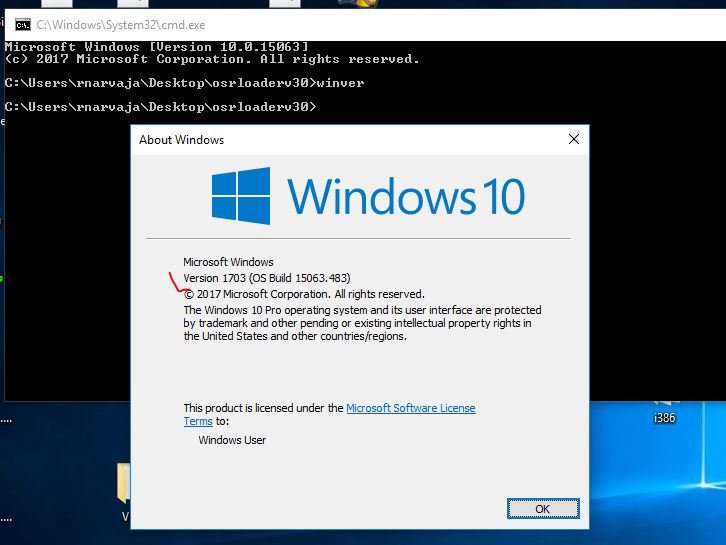 C:\Windows\System32\cmd.exe
Microsoft Windows [Version 10.0.15063]
(c) 2017 Microsoft Corporation. All rights reserved.
C:\Users\rnarvaja\Desktop\osrloaderv30>winver
C:\Users\rnarvaja\Desktop\osrloaderv30>
About Windows
Windows 10
Microsoft Windows
Version 1703 (OS Build 15063.483)
© 2017 Microsoft Corporation. All rights reserved.
The Windows 10 Pro operating system and its user interface are protected
by trademark and other pending or existing intellectual property rights in
the United States and other countries/regions.
This product is licensed under the Microsoft Software License
Terms to:
Windows User
OK
i386